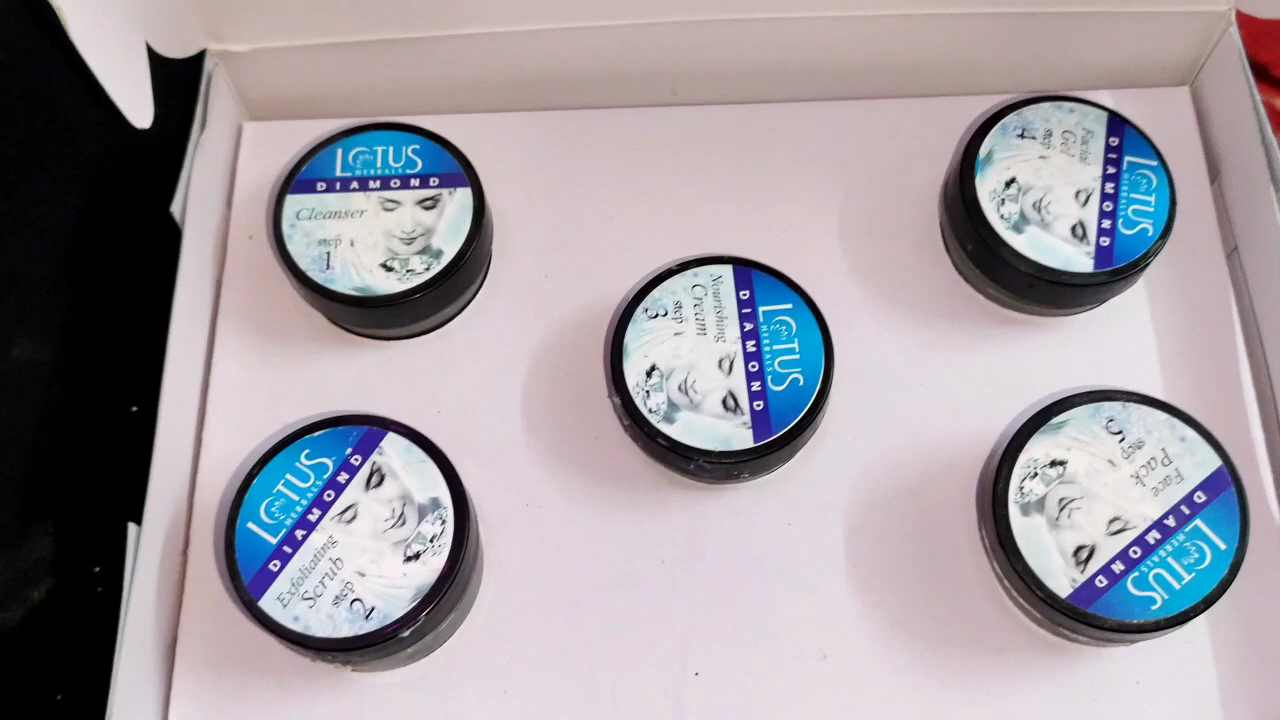 LOTUS
HERBALS
DIAMOND
Cleanser
step
1
LOTUS
HERBALS
DIAMOND
Exfoliating
Scrub
step
2
LOTUS
HERBALS
DIAMOND
Nourishing
Cream
step
3
LOTUS
HERBALS
DIAMOND
Facial
Gel
step
4
LOTUS
HERBALS
DIAMOND
Face
Pack
step 5